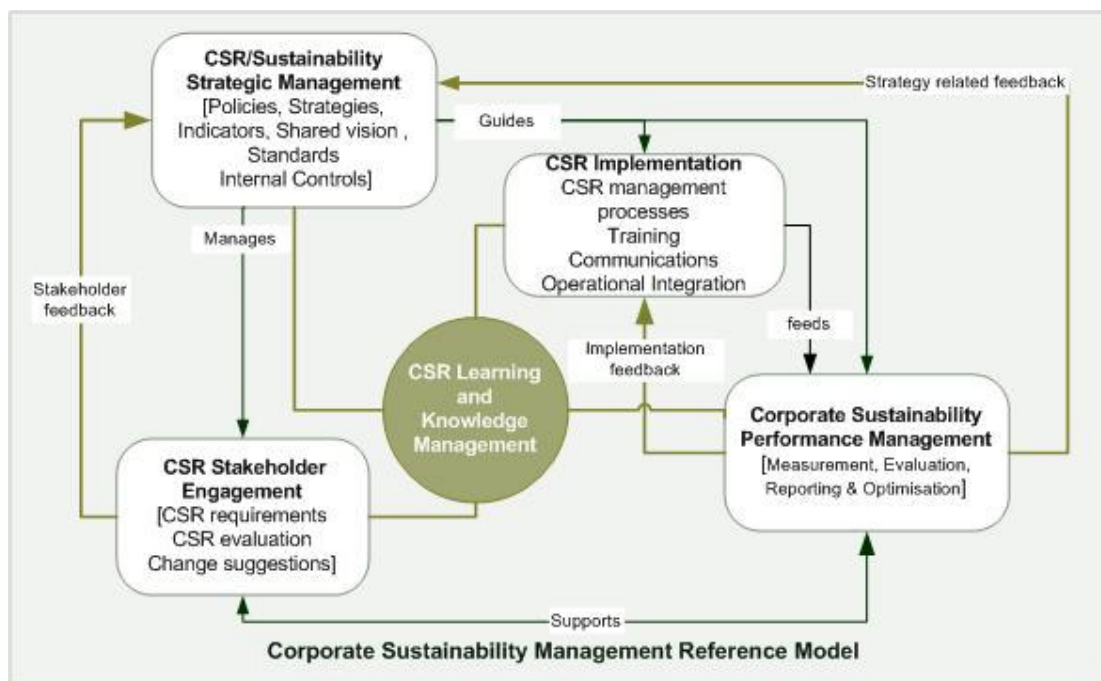 CSR/Sustainability
Strategic Management
[Policies, Strategies,
Indicators, Shared vision ,
Standards
Internal Controls]
Strategy related feedback
Guides
CSR Implementation
CSR management
processes
Training
Communications
Operational Integration
Manages
Stakeholder
feedback
feeds
Implementation
feedback
CSR Learning
and
Knowledge
Management
Corporate Sustainability
Performance Management
[Measurement, Evaluation,
Reporting & Optimisation]
CSR Stakeholder
Engagement
[CSR requirements
CSR evaluation
Change suggestions]
Supports
Corporate Sustainability Management Reference Model